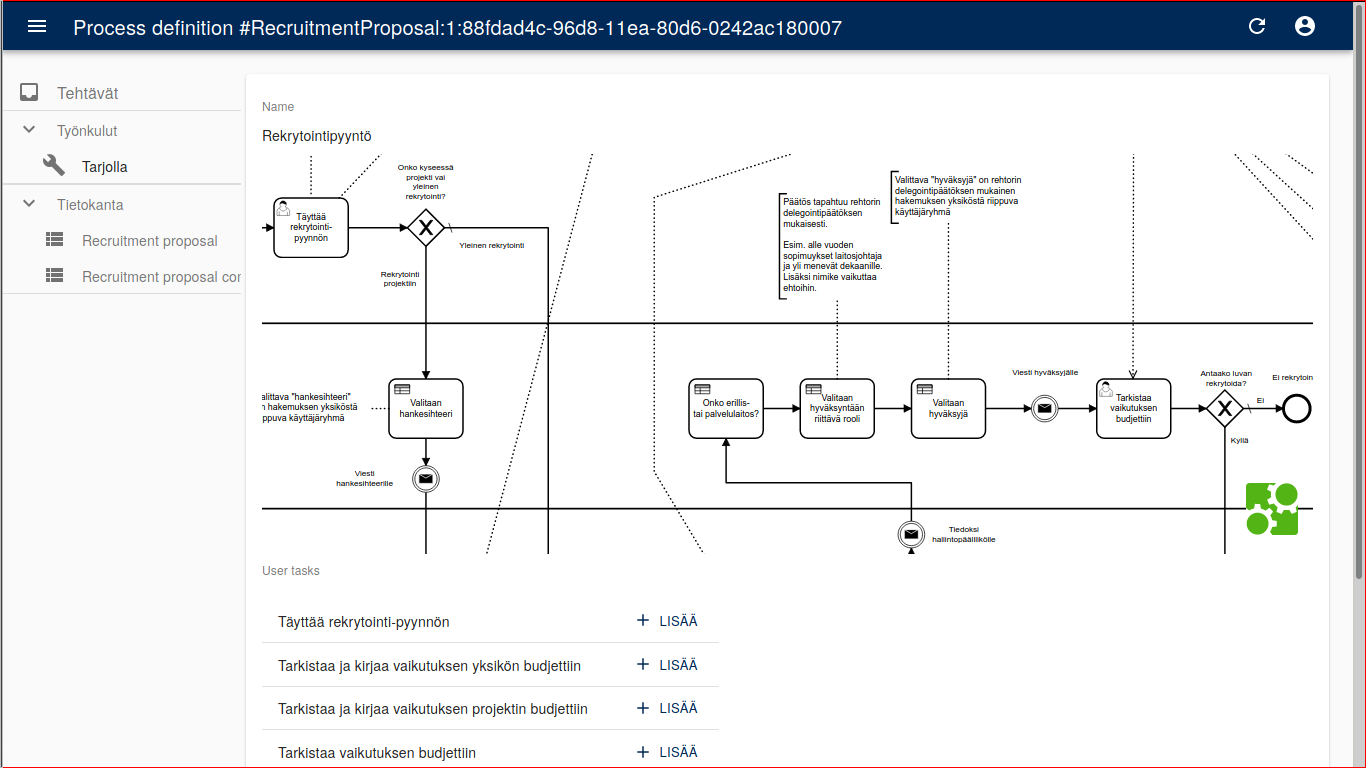 Process definition #RecruitmentProposal:1:88fdad4c-96d8-11ea-80d6-0242ac180007
Tehtävät
Työnkulut
Tarjolla
Tietokanta
Recruitment proposal
Recruitment proposal cor
Name
Rekrytointipyyntö
Täyttää
rekrytointi-
pyynnön
Onko kyseessä
projekti vai
yleinen
rekrytointi?
Yleinen rekrytointi
Rekrytointi
projektiin
Päätös tapahtuu rehtorin
delegointipäätöksen
mukaisesti.
Esim. alle vuoden
sopimuykset laitosjohtaja
ja yli menevät dekaanille.
Lisäksi nimike vaikuttaa
ehtoihin.
Valittava "hyväksyjä" on rehtorin
delegointipäätöksen mukainen
hakemuksen yksiköstä riippuva
käyttäjäryhmä
alittava "hankesihteeri"
n hakemuksen yksiköstä
ppuva käyttäjäryhmä
Valitaan
hankesihteeri
Viesti
hankesihteerille
Onko erillis-
tai palvelulaitos?
Valitaan
hyväksyntään
riittävä rooli
Valitaan
hyväksyjä
Viesti hyväksyjälle
Tarkistaa
vaikutuksen
budjettiin
Antaako luvan
rekrytoida?
Ei
Ei rekrytoin
Kyllä
Tiedoksi
hallintopäällikölle
User tasks
Täyttää rekrytointi-pyynnön
LISÄÄ
Tarkistaa ja kirjaa vaikutuksen yksikön budjettiin
LISÄÄ
Tarkistaa ja kirjaa vaikutuksen projektin budjettiin
LISÄÄ
Tarkistaa vaikutuksen budjettiin
LISÄÄ